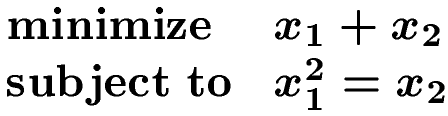 minimize x₁ + x₂
subject to x₁² = x₂